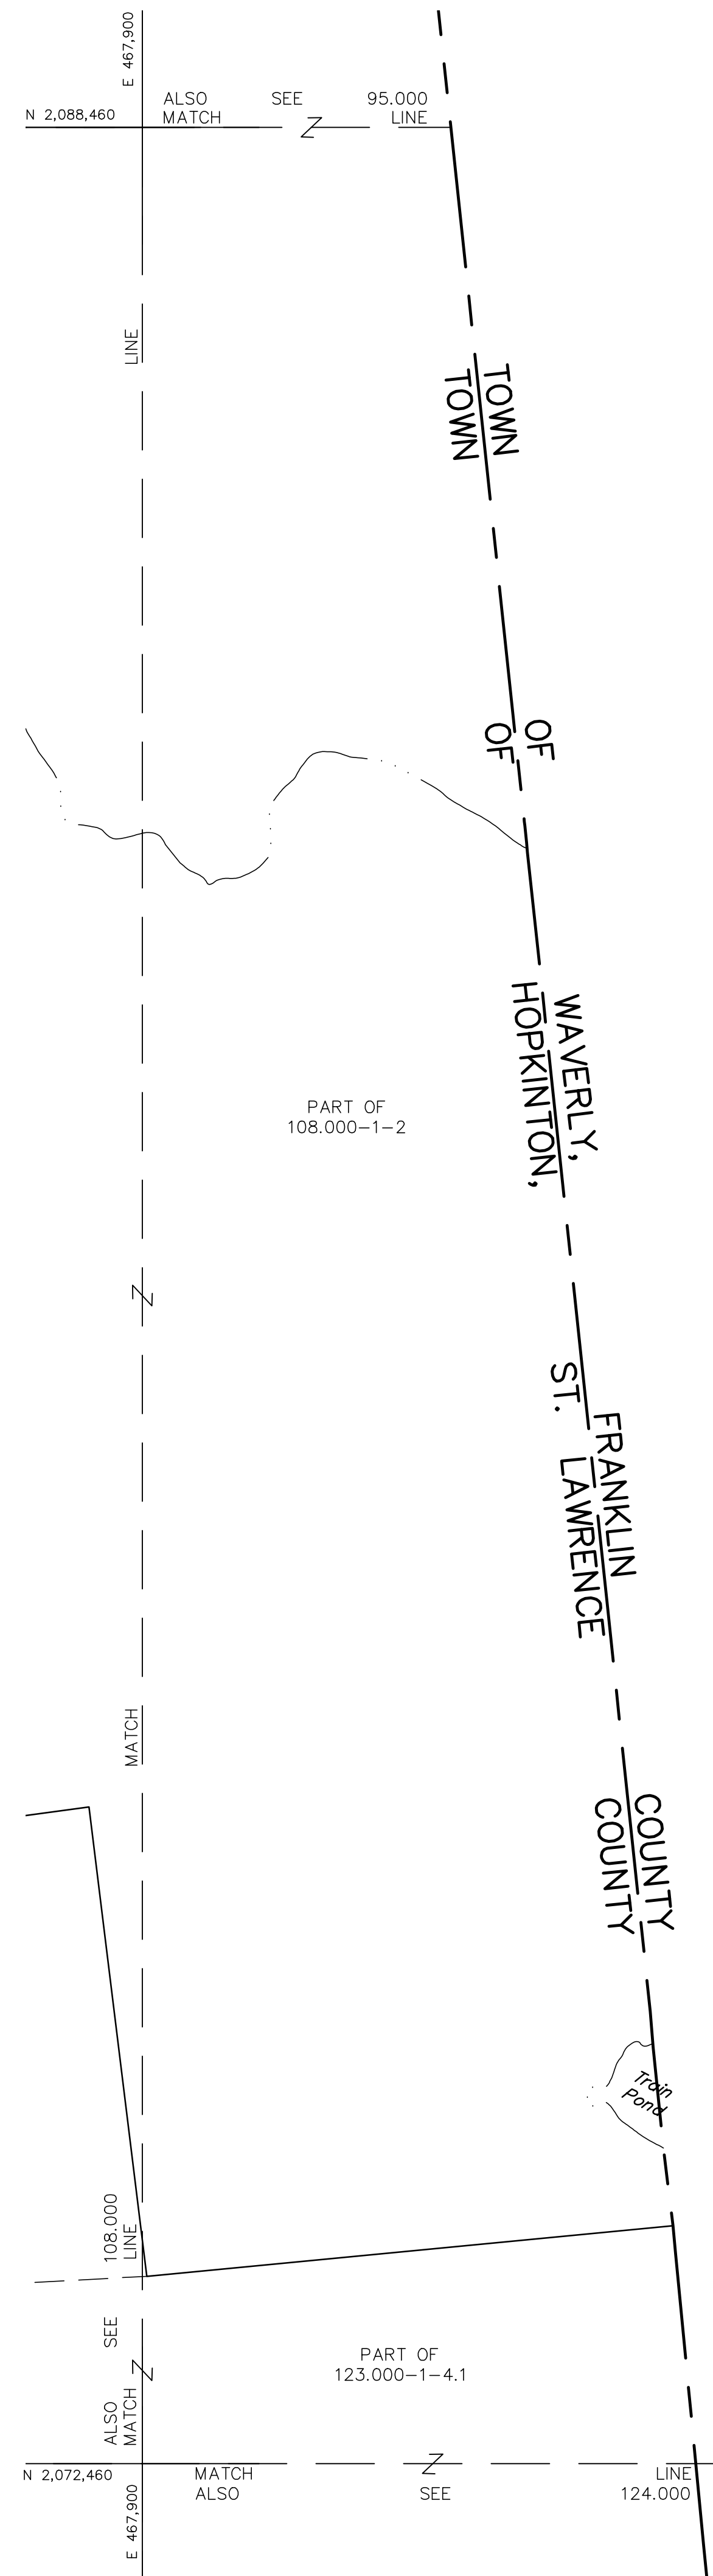 E 467,900
N 2,088,460
ALSO SEE 95.000
MATCH LINE
LINE
TOWN OF WAVERLY, FRANKLIN COUNTY
TOWN OF HOPKINTON, ST. LAWRENCE COUNTY
PART OF
108.000-1-2
MATCH
Train
Pond
ALSO SEE 108.000
MATCH LINE
PART OF
123.000-1-4.1
N 2,072,460
MATCH LINE
ALSO SEE 124.000
E 467,900